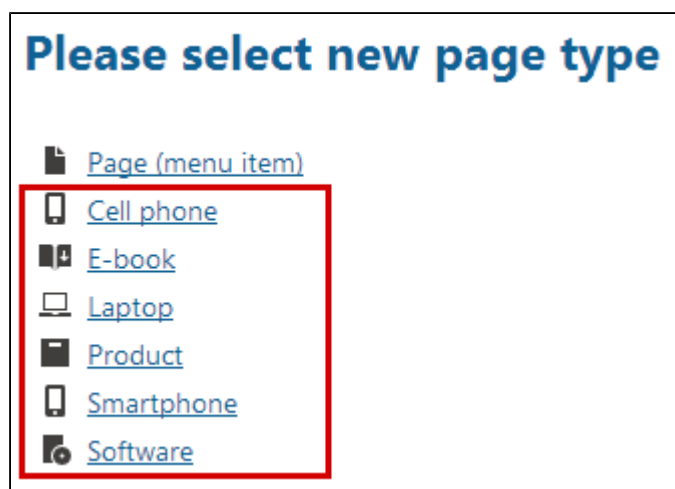 Please select new page type
Page (menu item)
Cell phone
E-book
Laptop
Product
Smartphone
Software